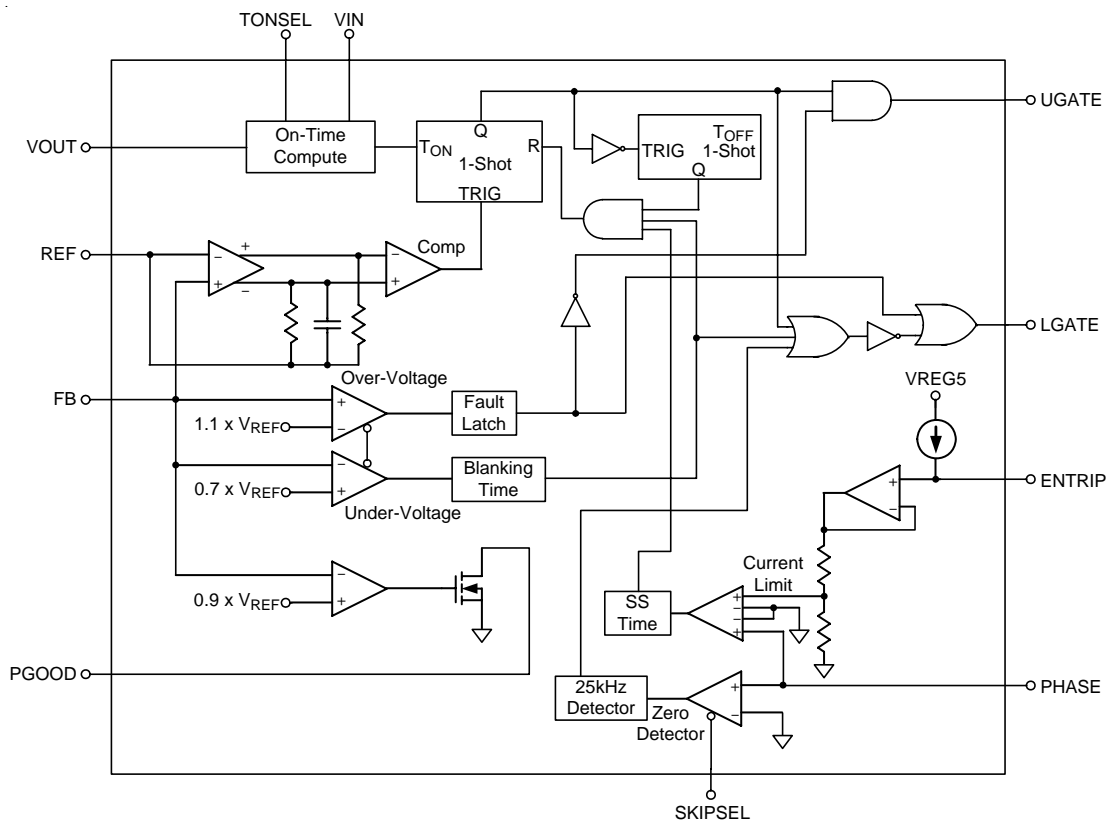 TONSEL VIN
UGATE
VOUT
On-Time
Compute
TON
Q
1-Shot
R
TRIG
TRIG
TOFF
1-Shot
Q
REF
Comp
+
−
−
+
−
+
LGATE
FB
Over-Voltage
+
−
1.1 x VREF
Fault
Latch
VREG5
−
+
0.7 x VREF
Under-Voltage
Blanking
Time
+
−
ENTRIP
−
+
0.9 x VREF
Current
Limit
SS
Time
+
−
−
+
PGOOD
25kHz
Detector
Zero
Detector
+
−
PHASE
SKIPSEL